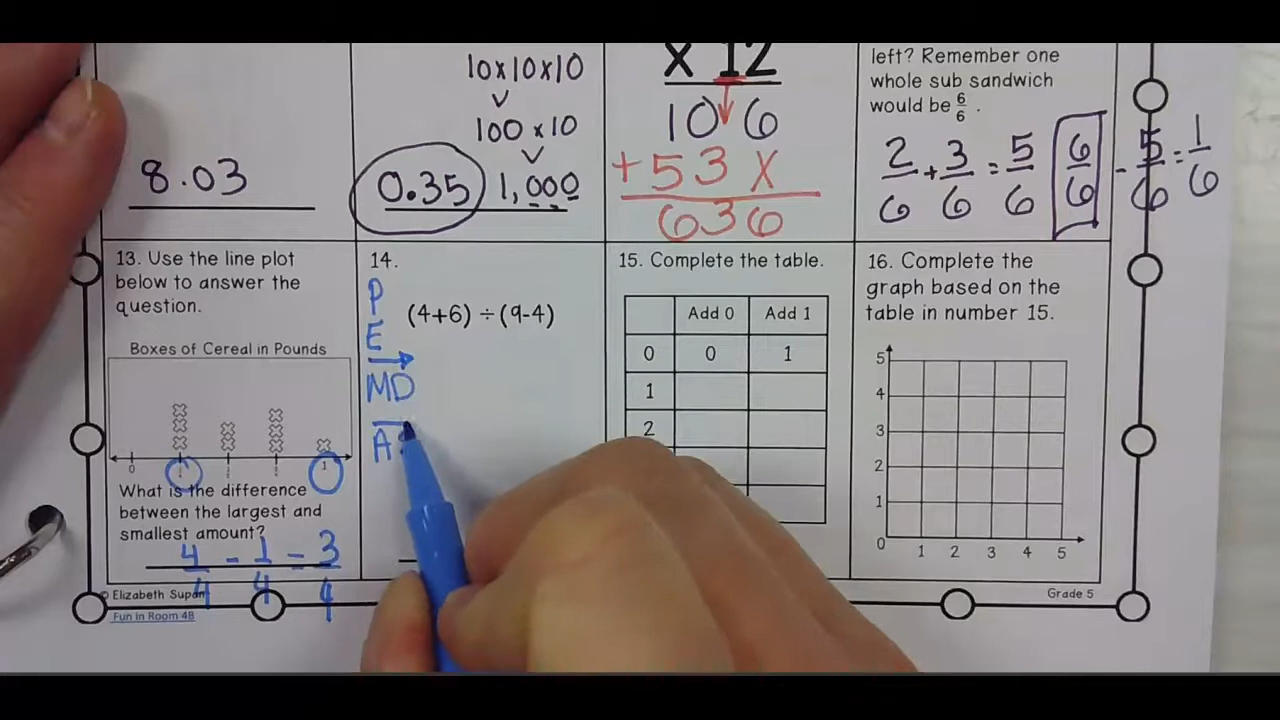 10x10x10
100 x 10
8.03
0.35 1,000
x 12
10 6
+ 53 x
636
left? Remember one
whole sub sandwich
would be 6/6 .
2/6 + 3/6 = 5/6 6/6 - 5/6 = 1/6
13. Use the line plot
below to answer the
question.
Boxes of Cereal in Pounds
0 1
What is the difference
between the largest and
smallest amount?
4/4 - 1/4 = 3/4
14.
P
E
MD
A
(4+6) ÷ (9-4)
15. Complete the table.
Add 0 Add 1
0 0 1
1
2
16. Complete the
graph based on the
table in number 15.
5
4
3
2
1
0
1 2 3 4 5
© Elizabeth Supan
Fun in Room 4B
Grade 5